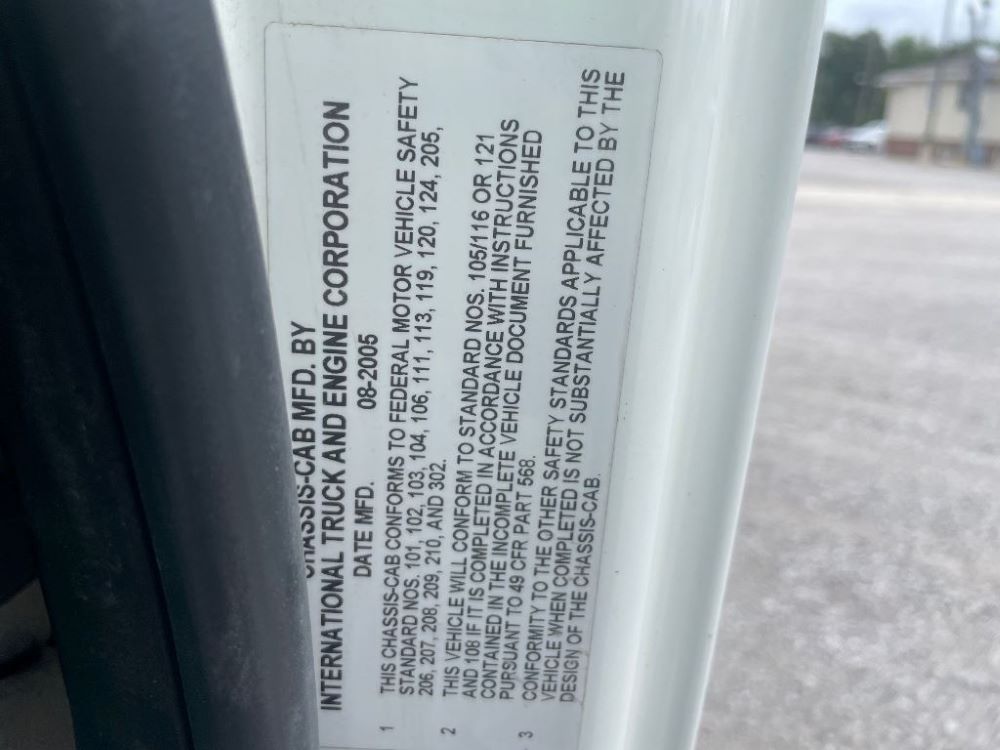 CHASSIS-CAB MFD. BY
INTERNATIONAL TRUCK AND ENGINE CORPORATION
DATE MFD. 08-2005
1 THIS CHASSIS-CAB CONFORMS TO FEDERAL MOTOR VEHICLE SAFETY
STANDARD NOS. 101, 102, 103, 104, 106, 111, 113, 119, 120, 124, 205,
206, 207, 208, 209, 210, AND 302.
2 THIS VEHICLE WILL CONFORM TO STANDARD NOS. 105/116 OR 121
AND 108 IF IT IS COMPLETED IN ACCORDANCE WITH INSTRUCTIONS
CONTAINED IN THE INCOMPLETE VEHICLE DOCUMENT FURNISHED
PURSUANT TO 49 CFR PART 568.
3 CONFORMITY TO THE OTHER SAFETY STANDARDS APPLICABLE TO THIS
VEHICLE WHEN COMPLETED IS NOT SUBSTANTIALLY AFFECTED BY THE
DESIGN OF THE CHASSIS-CAB.